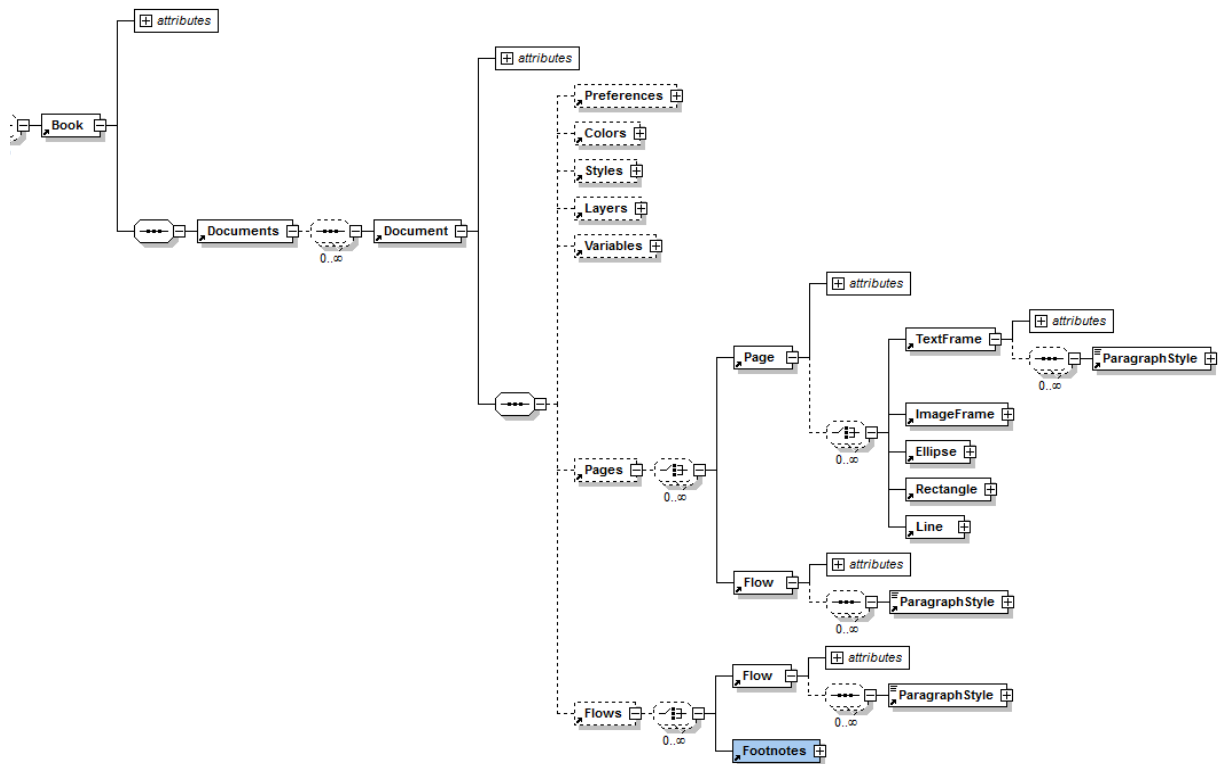 attributes
attributes
Preferences
Colors
Book
Styles
Layers
Documents
0..∞
Document
Variables
attributes
TextFrame
attributes
Page
ParagraphStyle
0..∞
ImageFrame
0..∞
Ellipse
Pages
0..∞
Rectangle
Line
attributes
Flow
ParagraphStyle
0..∞
attributes
Flow
ParagraphStyle
0..∞
Flows
0..∞
Footnotes